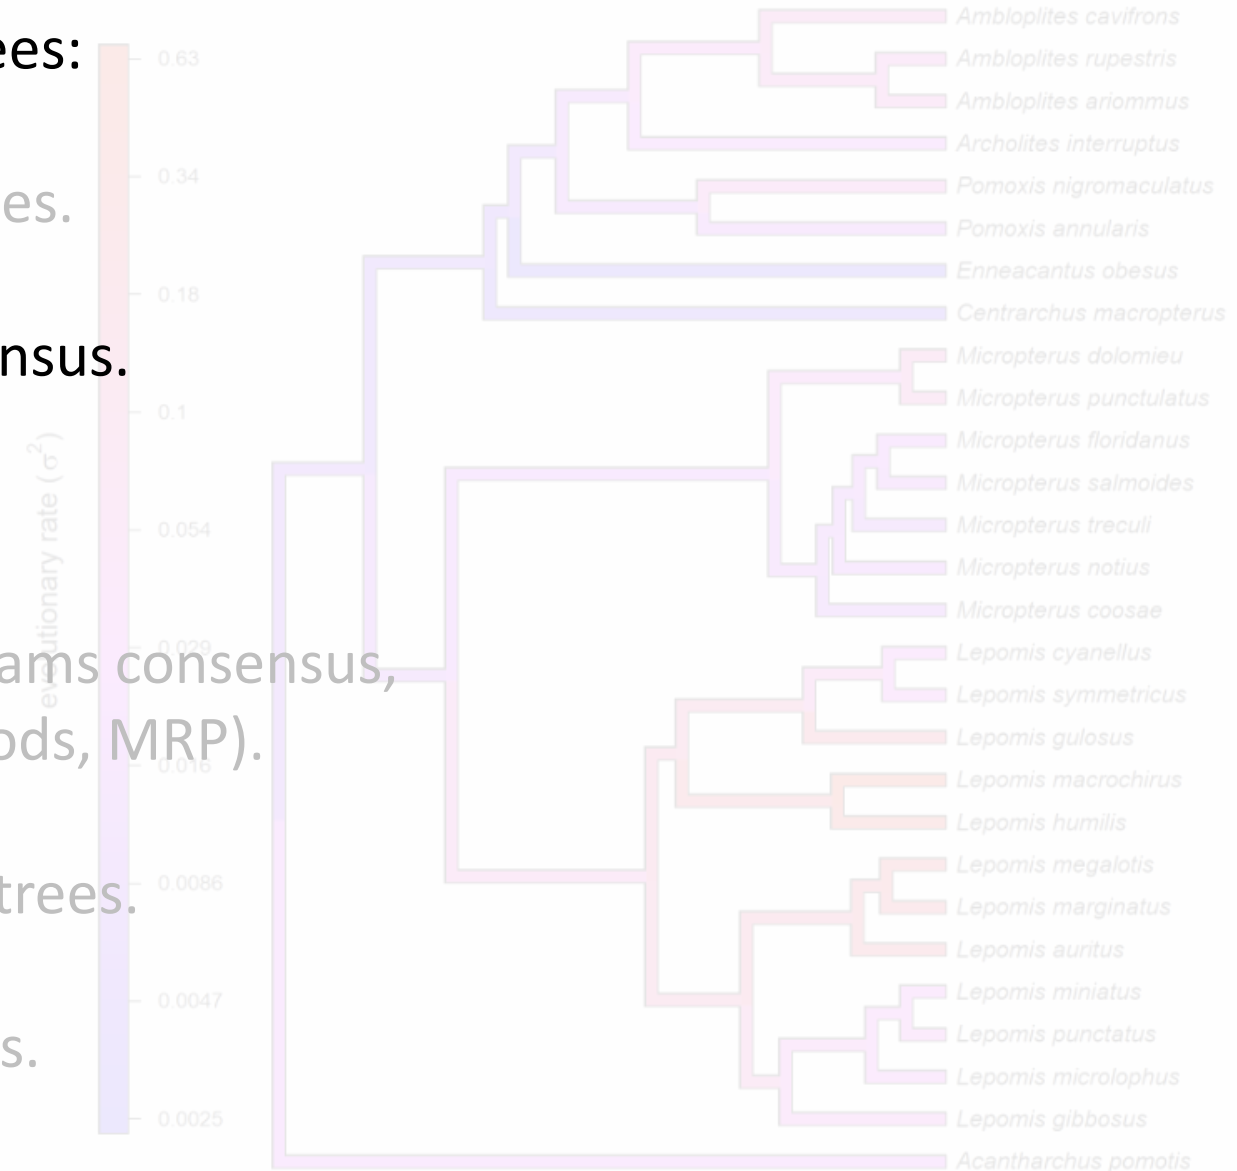 ees:
es.
nsus.
ams consensus,
ods, MRP).
trees.
s.
evolutionary rate (σ²)
0.63
0.34
0.18
0.1
0.054
0.029
0.016
0.0086
0.0047
0.0025
Ambloplites cavifrons
Ambloplites rupestris
Ambloplites ariommus
Archolites interruptus
Pomoxis nigromaculatus
Pomoxis annularis
Enneacantus obesus
Centrarchus macropterus
Micropterus dolomieu
Micropterus punctulatus
Micropterus floridanus
Micropterus salmoides
Micropterus treculi
Micropterus notius
Micropterus coosae
Lepomis cyanellus
Lepomis symmetricus
Lepomis gulosus
Lepomis macrochirus
Lepomis humilis
Lepomis megalotis
Lepomis marginatus
Lepomis auritus
Lepomis miniatus
Lepomis punctatus
Lepomis microlophus
Lepomis gibbosus
Acantharchus pomotis